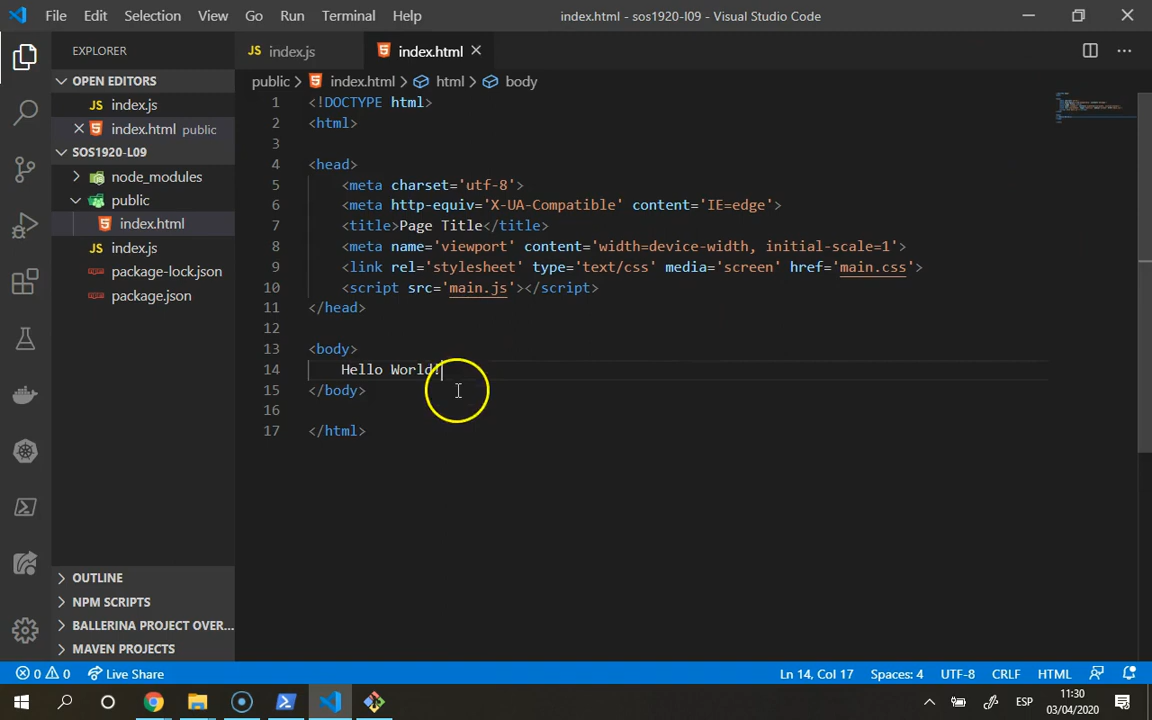 File Edit Selection View Go Run Terminal Help index.html - sos1920-l09 - Visual Studio Code
EXPLORER
OPEN EDITORS
JS index.js
index.html public
SOS1920-L09
node_modules
public
index.html
JS index.js
package-lock.json
package.json
OUTLINE
NPM SCRIPTS
BALLERINA PROJECT OVER...
MAVEN PROJECTS
JS index.js
index.html
public > index.html > html > body
1 <!DOCTYPE html>
2 <html>
3
4 <head>
5 <meta charset='utf-8'>
6 <meta http-equiv='X-UA-Compatible' content='IE=edge'>
7 <title>Page Title</title>
8 <meta name='viewport' content='width=device-width, initial-scale=1'>
9 <link rel='stylesheet' type='text/css' media='screen' href='main.css'>
10 <script src='main.js'></script>
11 </head>
12
13 <body>
14 Hello World!
15 </body>
16
17 </html>
0 0 Live Share Ln 14, Col 17 Spaces: 4 UTF-8 CRLF HTML
ESP
11:30
03/04/2020